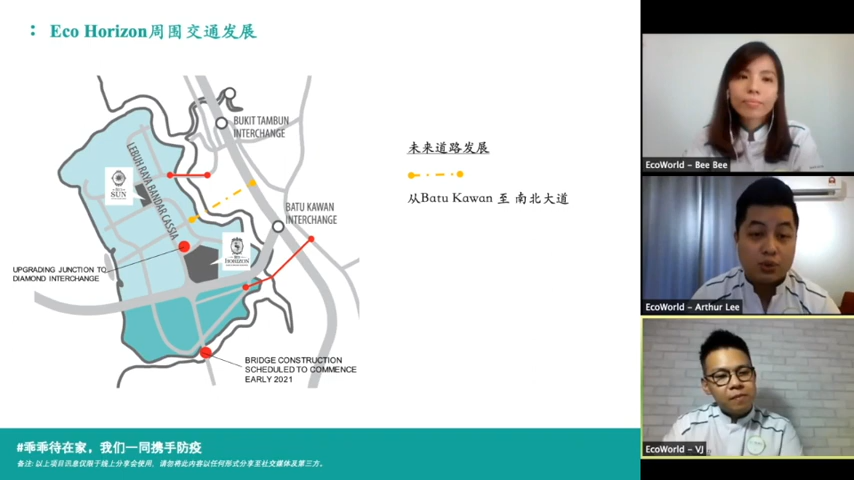 : Eco Horizon周围交通发展
BUKIT TAMBUN
INTERCHANGE
LEBUH RAYA BANDAR CASSIA
SUN
BATU KAWAN
INTERCHANGE
HORIZON
UPGRADING JUNCTION TO
DIAMOND INTERCHANGE
BRIDGE CONSTRUCTION
SCHEDULED TO COMMENCE
EARLY 2021
未来道路发展
从Batu Kawan 至 南北大道
#乖乖待在家，我们一同携手防疫
备注: 以上项目讯息仅限于线上分享会使用，请勿将此内容以任何形式分享至社交媒体及第三方。
EcoWorld - Bee Bee
EcoWorld - Arthur Lee
EcoWorld - VJ